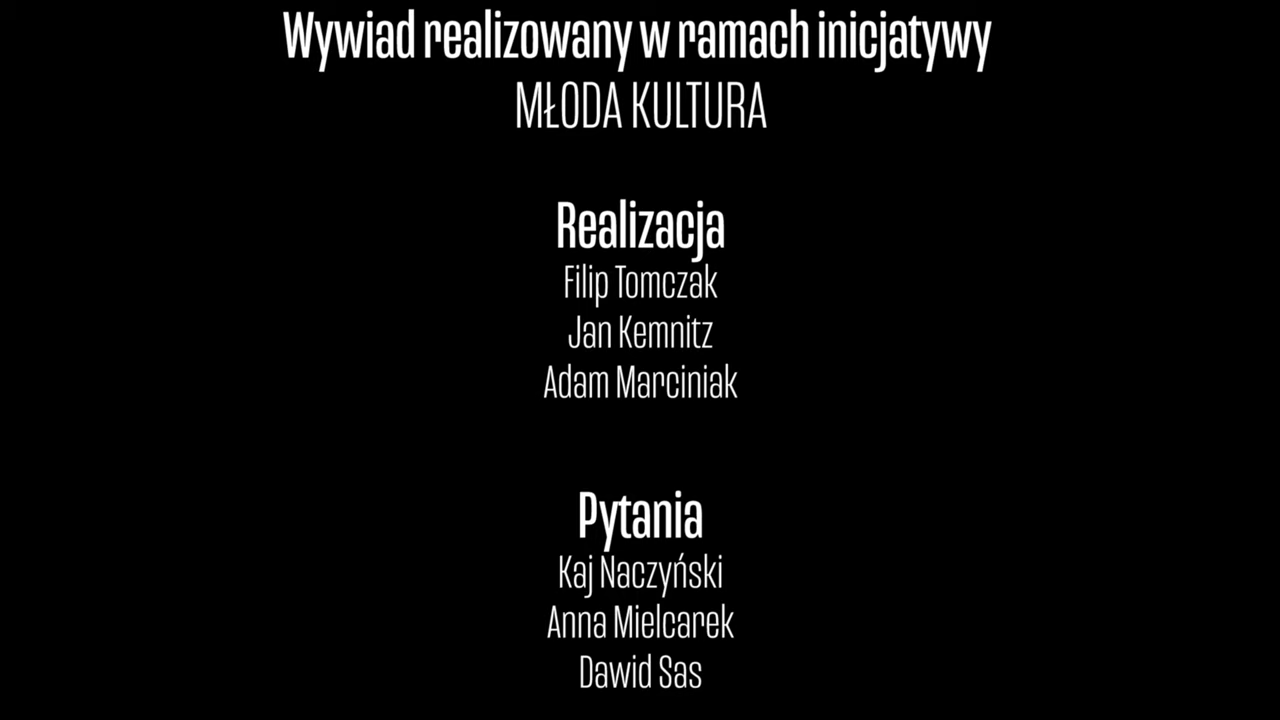 Wywiad realizowany w ramach inicjatywy
MŁODA KULTURA
Realizacja
Filip Tomczak
Jan Kemnitz
Adam Marciniak
Pytania
Kaj Naczyński
Anna Mielcarek
Dawid Sas